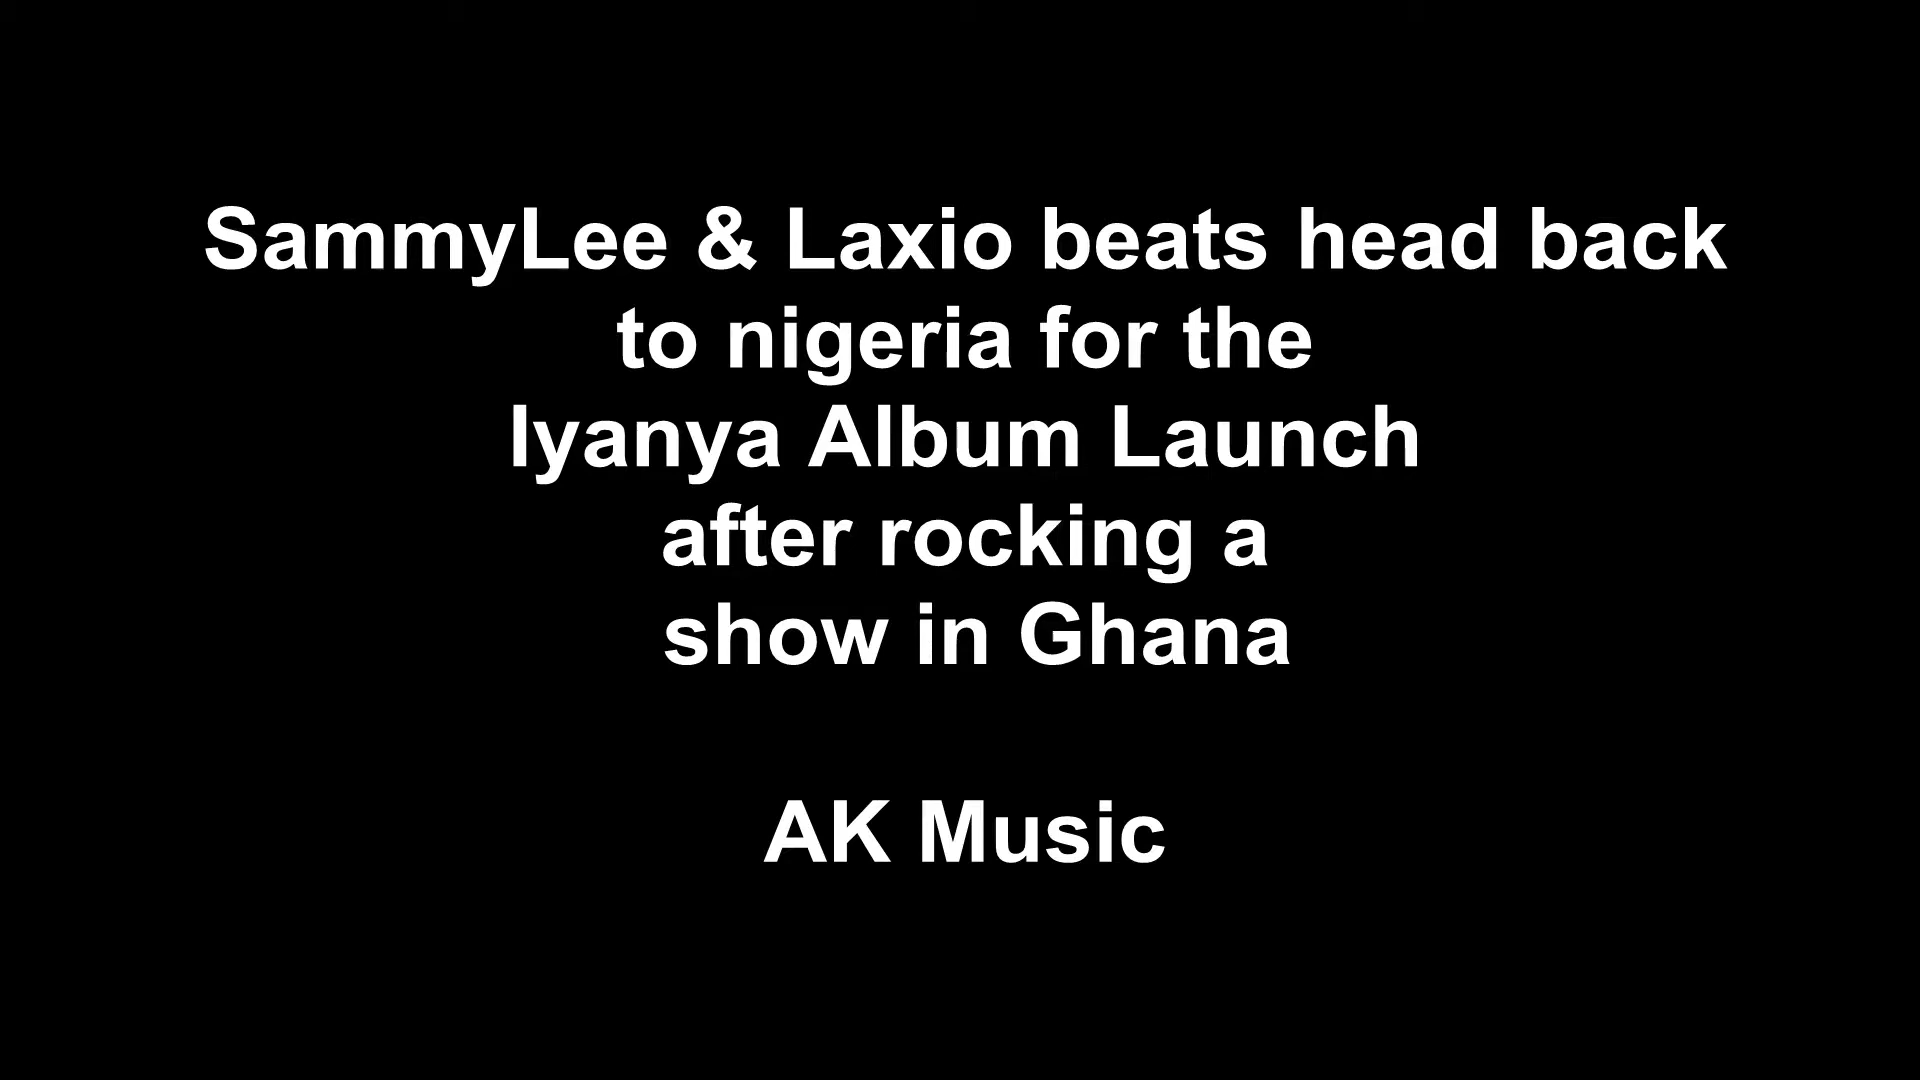 SammyLee & Laxio beats head back
to nigeria for the
Iyanya Album Launch
after rocking a
show in Ghana
AK Music